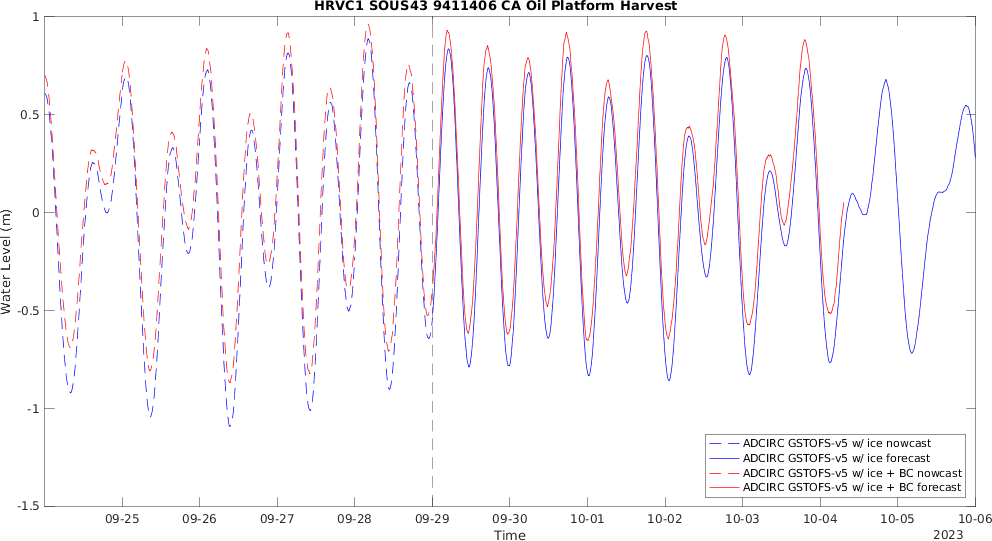 HRVC1 SOUS43 9411406 CA Oil Platform Harvest
1
0.5
0
-0.5
-1
-1.5
Water Level (m)
09-25 09-26 09-27 09-28 09-29 09-30 10-01 10-02 10-03 10-04 10-05 10-06
Time
2023
ADCIRC GSTOFS-v5 w/ ice nowcast
ADCIRC GSTOFS-v5 w/ ice forecast
ADCIRC GSTOFS-v5 w/ ice + BC nowcast
ADCIRC GSTOFS-v5 w/ ice + BC forecast